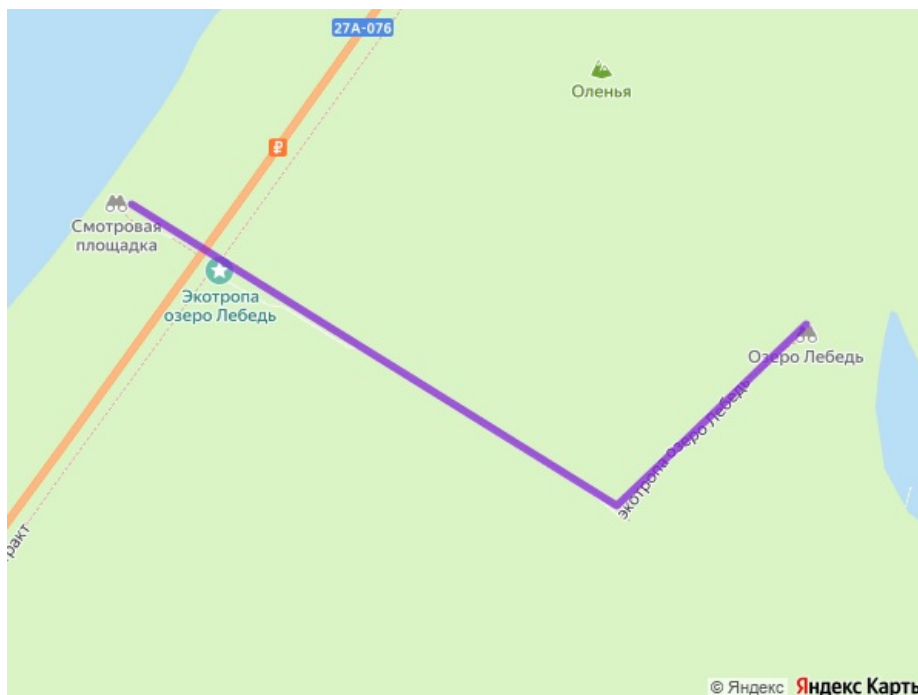 27А-076
Оленья
₽
Смотровая
площадка
Экотропа
озеро Лебедь
Озеро Лебедь
экотропа озеро Лебедь
ракт
© Яндекс Яндекс Карты